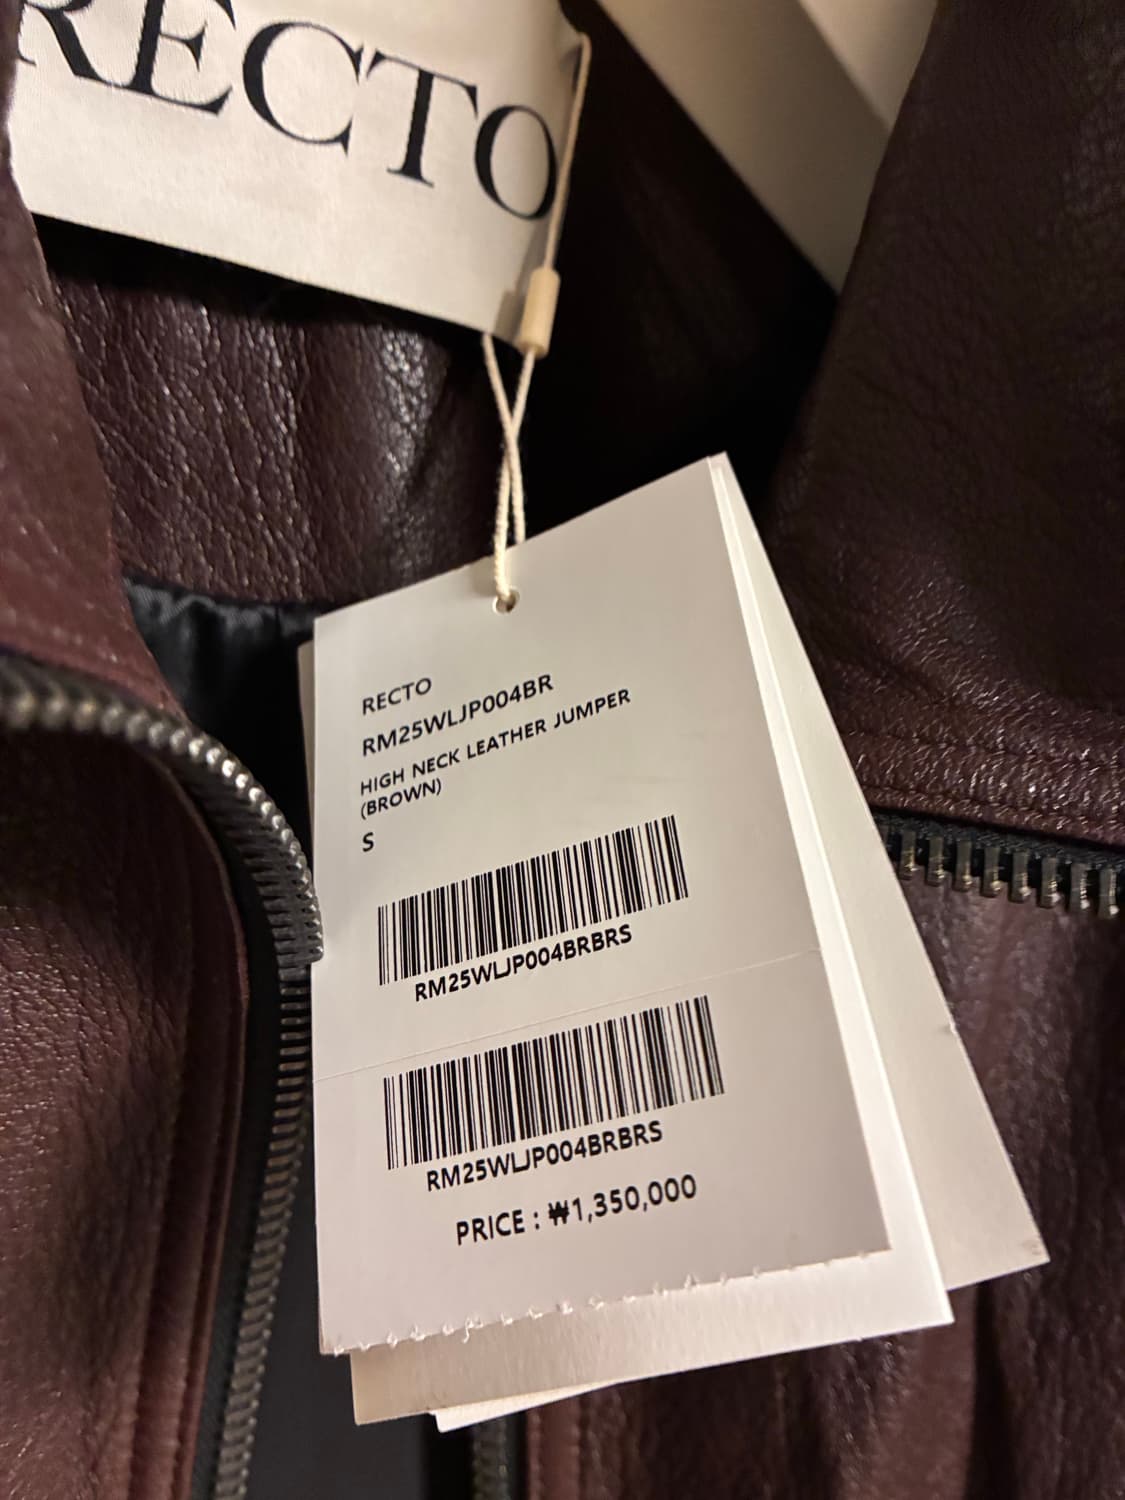 RECTO
RECTO
RM25WLJP004BR
HIGH NECK LEATHER JUMPER
(BROWN)
S
RM25WLJP004BRBRS
RM25WLJP004BRBRS
PRICE : ₩1,350,000